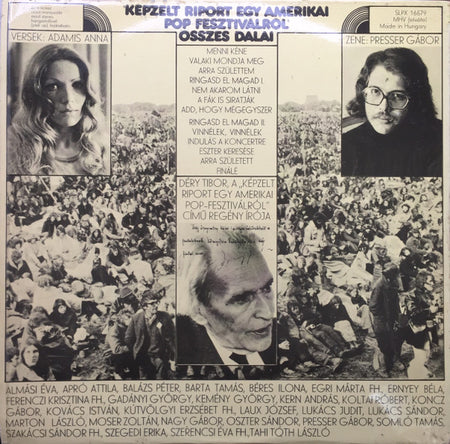 KÉPZELT RIPORT EGY AMERIKAI
POP FESZTIVÁLRÓL
ÖSSZES DALAI
SLPX 16579
MHV (stereo)
Made in Hungary
VERSEK: ADAMIS ANNA
ZENE: PRESSER GÁBOR
MENNI KÉNE
VALAKI MONDJA MEG
ARRA SZÜLETTEM
RINGASD EL MAGAD I.
NEM AKAROM LÁTNI
A FÁK IS SIRATJÁK
ADD, HOGY MÉGEGYSZER
RINGASD EL MAGAD II.
VINNÉLEK, VINNÉLEK
INDULÁS A KONCERTRE
ESZTER KERESÉSE
ARRA SZÜLETETT
FINÁLÉ
DÉRY TIBOR, A „KÉPZELT
RIPORT EGY AMERIKAI
POP-FESZTIVÁLRÓL"
CÍMŰ REGÉNY ÍRÓJA
ALMÁSI ÉVA, APRÓ ATTILA, BALÁZS PÉTER, BARTA TAMÁS, BÉRES ILONA, EGRI MÁRTA FH., ERNYEY BÉLA,
FERENCZI KRISZTINA FH., GADÁNYI GYÖRGY, KEMÉNY GYÖRGY, KERN ANDRÁS, KOLTAI RÓBERT, KONCZ
GÁBOR, KOVÁCS ISTVÁN, KÜTVÖLGYI ERZSÉBET FH., LAUX JÓZSEF, LUKÁCS JUDIT, LUKÁCS SÁNDOR,
MARTON LÁSZLÓ, MOSER ZOLTÁN, NAGY GÁBOR, OSZTER SÁNDOR, PRESSER GÁBOR, SOMLÓ TAMÁS,
SZAKÁCSI SÁNDOR FH., SZEGEDI ERIKA, SZERENCSI ÉVA FH., TAHI TÓTH LÁSZLÓ